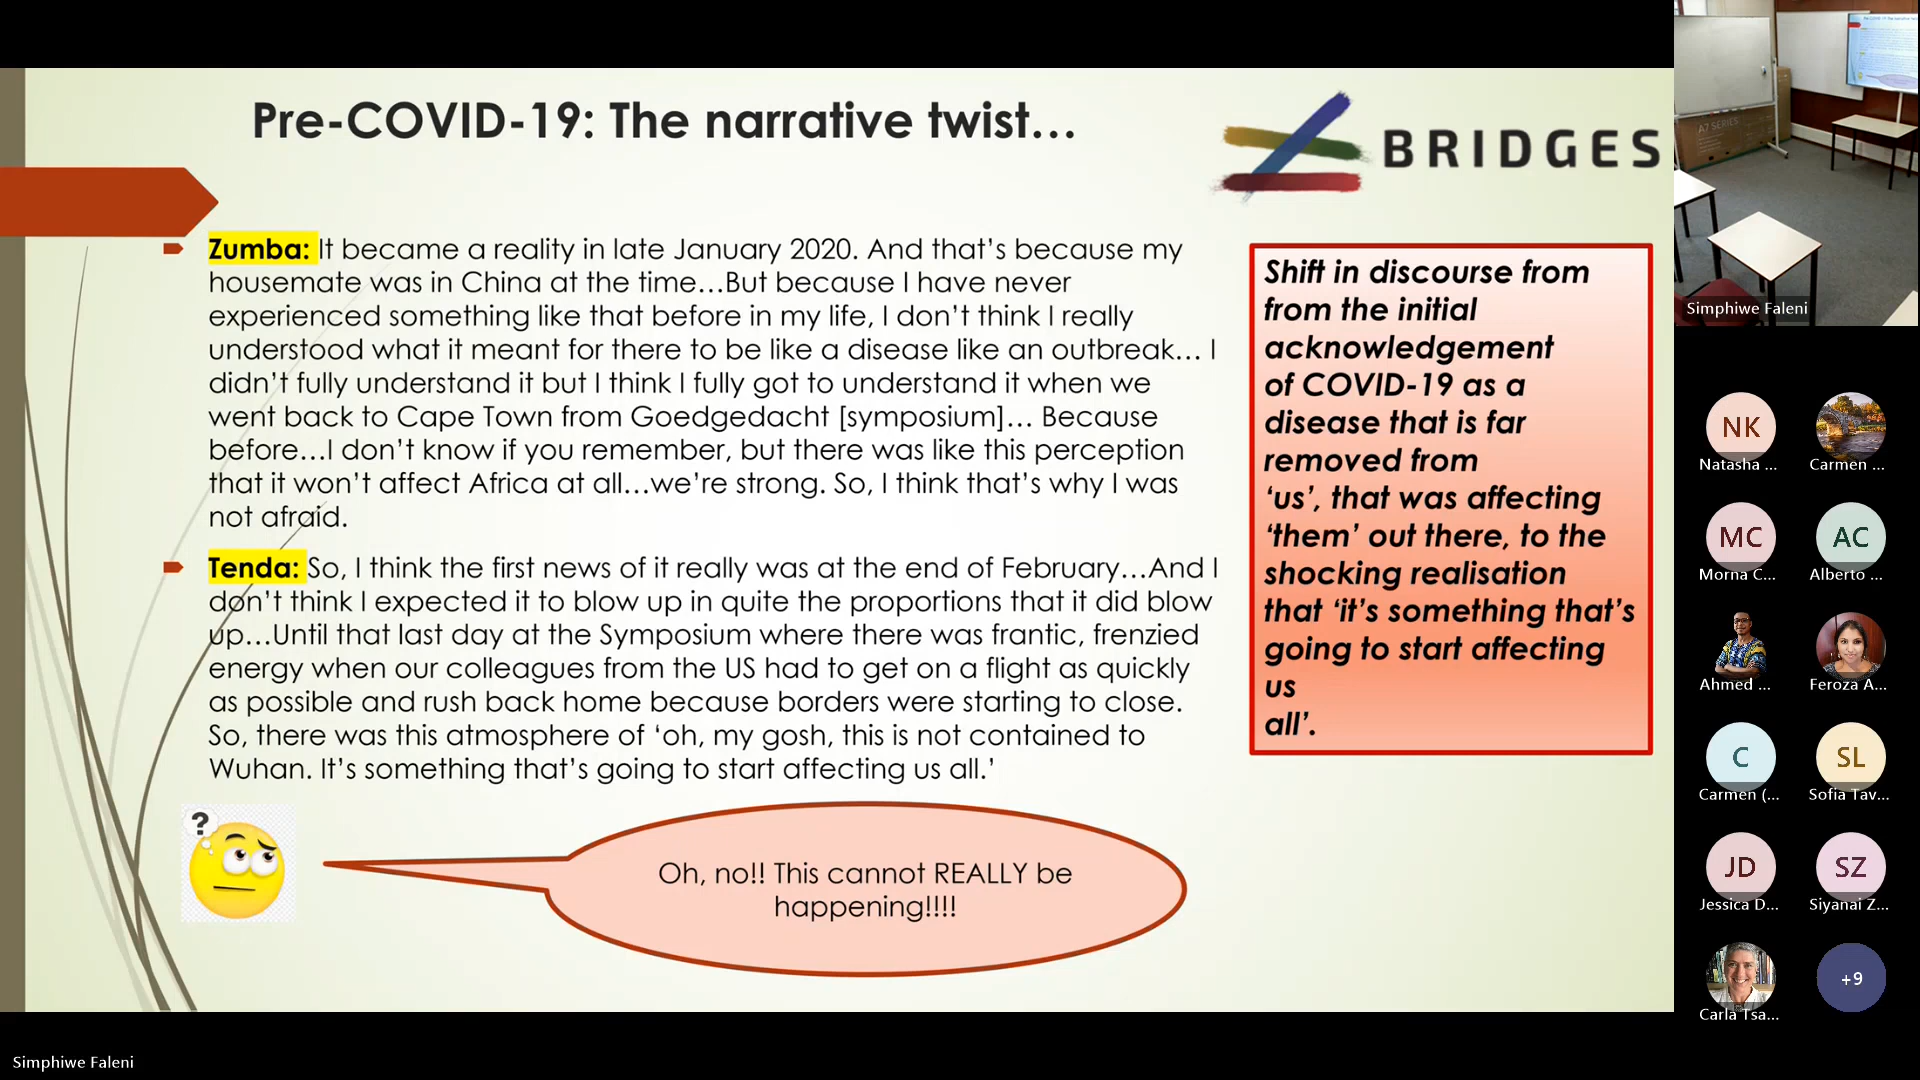 Pre-COVID-19: The narrative twist...
BRIDGES
Zumba: It became a reality in late January 2020. And that's because my
housemate was in China at the time...But because I have never
experienced something like that before in my life, I don't think I really
understood what it meant for there to be like a disease like an outbreak... I
didn't fully understand it but I think I fully got to understand it when we
went back to Cape Town from Goedgedacht [symposium]... Because
before...I don't know if you remember, but there was like this perception
that it won't affect Africa at all...we're strong. So, I think that's why I was
not afraid.
Tenda: So, I think the first news of it really was at the end of February...And I
don't think I expected it to blow up in quite the proportions that it did blow
up...Until that last day at the Symposium where there was frantic, frenzied
energy when our colleagues from the US had to get on a flight as quickly
as possible and rush back home because borders were starting to close.
So, there was this atmosphere of 'oh, my gosh, this is not contained to
Wuhan. It's something that's going to start affecting us all.'
Shift in discourse from
from the initial
acknowledgement
of COVID-19 as a
disease that is far
removed from
'us', that was affecting
'them' out there, to the
shocking realisation
that 'it's something that's
going to start affecting
us
all'.
?
Oh, no!! This cannot REALLY be
happening!!!!
Simphiwe Faleni
A7 SERIES
Simphiwe Faleni
NK
Natasha ...
Carmen ...
MC
Morna C...
AC
Alberto ...
Ahmed ...
Feroza A...
C
Carmen (...
SL
Sofia Tav...
JD
Jessica D...
SZ
Siyanai Z...
Carla Tsa...
+9